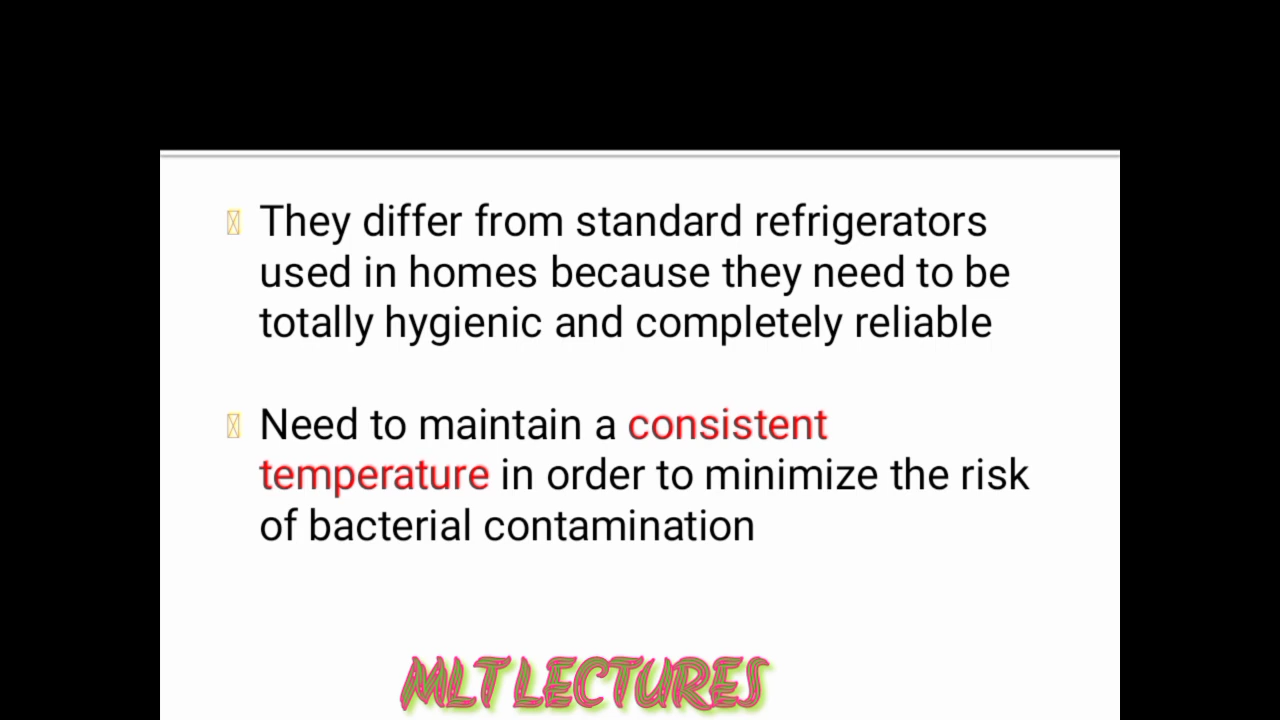 They differ from standard refrigerators
used in homes because they need to be
totally hygienic and completely reliable
Need to maintain a consistent
temperature in order to minimize the risk
of bacterial contamination
MLT LECTURES